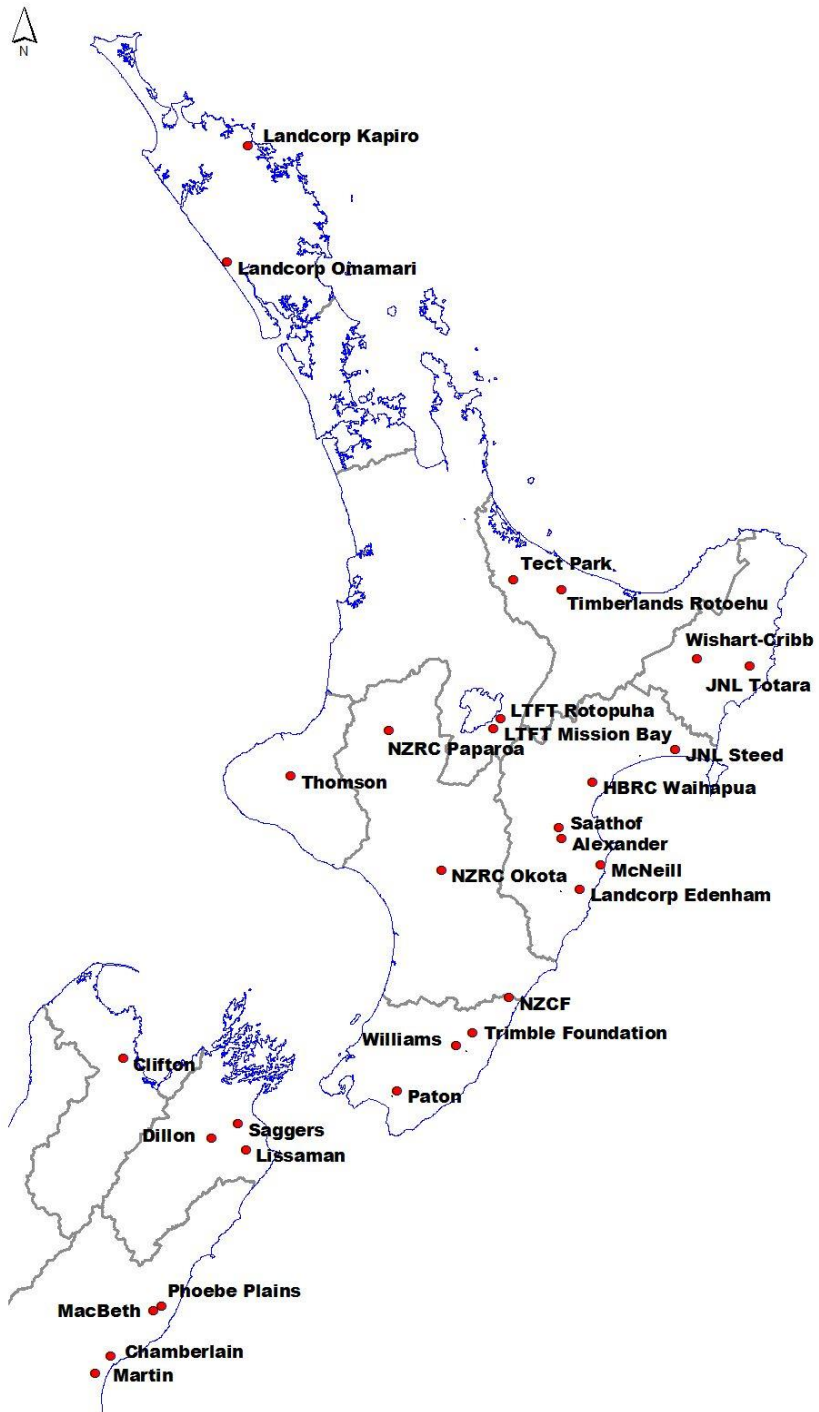 N
Landcorp Kapiro
Landcorp Omamari
Tect Park
Timberlands Rotoehu
Wishart-Cribb
JNL Totara
LTFT Rotopuha
LTFT Mission Bay
NZRC Paparoa
JNL Steed
Thomson
HBRC Waihapua
Saathof
Alexander
McNeill
NZRC Okota
Landcorp Edenham
NZCF
Trimble Foundation
Williams
Clifton
Paton
Saggers
Dillon
Lissaman
Phoebe Plains
MacBeth
Chamberlain
Martin